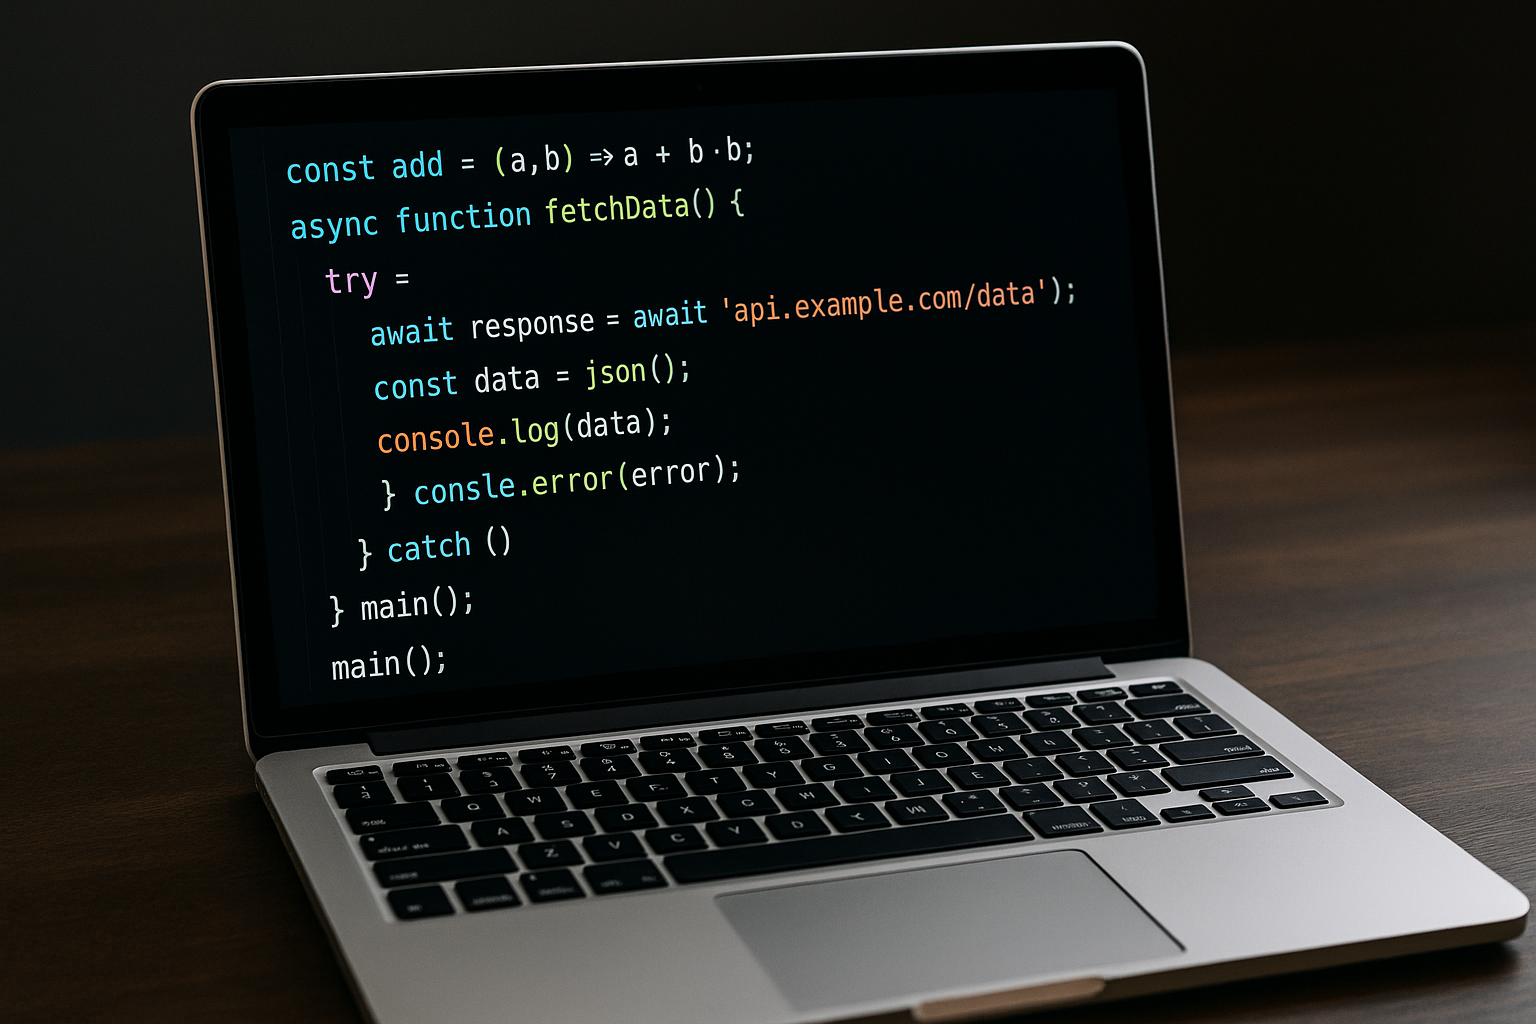 const add = (a,b) => a + b·b;
async function fetchData() {
try =
await response = await 'api.example.com/data');
const data = json();
console.log(data);
} consle.error(error);
} catch ()
} main();
main();